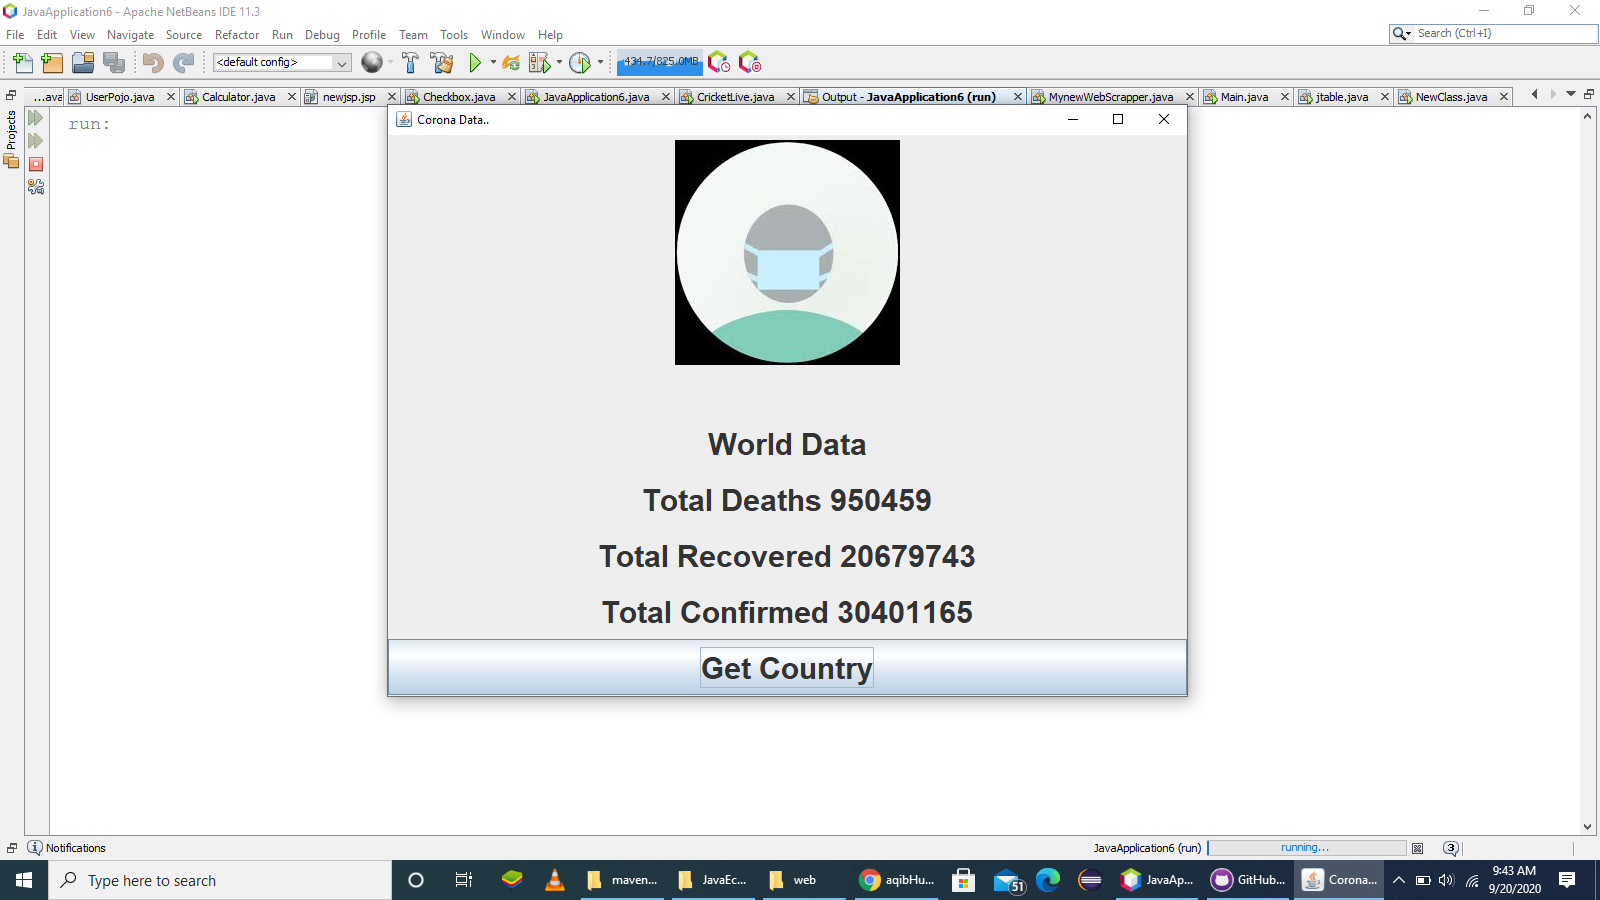 JavaApplication6 - Apache NetBeans IDE 11.3
File Edit View Navigate Source Refactor Run Debug Profile Team Tools Window Help
Search (Ctrl+I)
<default config>
434.7/825.0MB
...ava UserPojo.java Calculator.java newjsp.jsp Checkbox.java JavaApplication6.java CricketLive.java Output - JavaApplication6 (run) MynewWebScrapper.java Main.java jtable.java NewClass.java
Projects
run:
Corona Data..
World Data
Total Deaths 950459
Total Recovered 20679743
Total Confirmed 30401165
Get Country
Notifications
JavaApplication6 (run)
running...
3
Type here to search
maven...
JavaEc...
web
aqibHu...
51
JavaAp...
GitHub...
Corona...
9:43 AM
9/20/2020